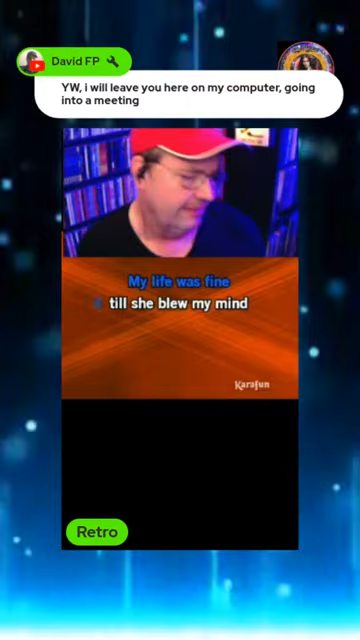 David FP
YW, i will leave you here on my computer, going
into a meeting
My life was fine
till she blew my mind
Karafun
Retro